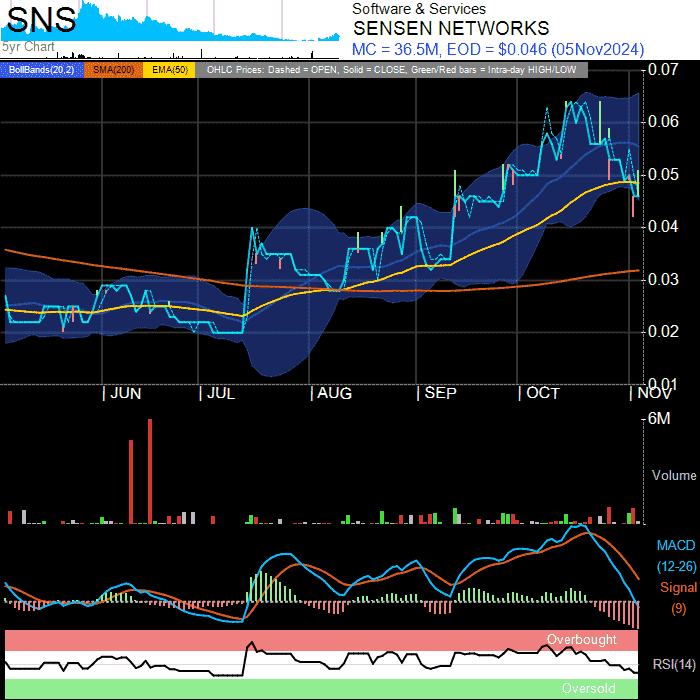 SNS
5yr Chart
Software & Services
SENSEN NETWORKS
MC = 36.5M, EOD = $0.046 (05Nov2024)
BollBands(20,2) SMA(200) EMA(50) OHLC Prices: Dashed = OPEN, Solid = CLOSE, Green/Red bars = Intra-day HIGH/LOW
0.07
0.06
0.05
0.04
0.03
0.02
0.01
| JUN | JUL | AUG | SEP | OCT | NOV
6M
Volume
MACD
(12-26)
Signal
(9)
Overbought
RSI(14)
Oversold